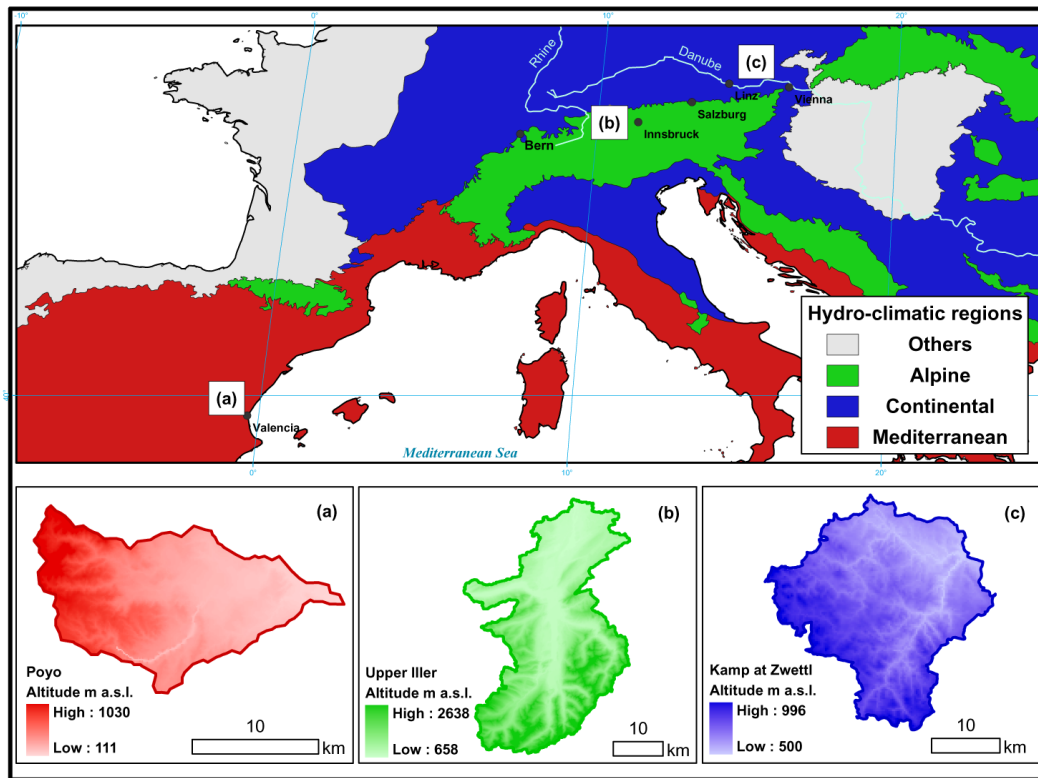 -10°
0°
10°
20°
Rhine
Danube
(c)
Linz
Vienna
Salzburg
(b)
Innsbruck
Bern
Hydro-climatic regions
Others
Alpine
Continental
Mediterranean
40°
(a)
Valencia
Mediterranean Sea
0°
10°
20°
(a)
Poyo
Altitude m a.s.l.
High : 1030
Low : 111
10
km
(b)
Upper Iller
Altitude m a.s.l.
High : 2638
Low : 658
10
km
(c)
Kamp at Zwettl
Altitude m a.s.l.
High : 996
Low : 500
10
km